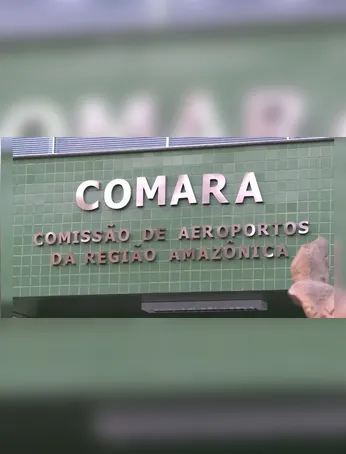 COMARA
COMISSÃO DE AEROPORTOS
DA REGIÃO AMAZÔNICA